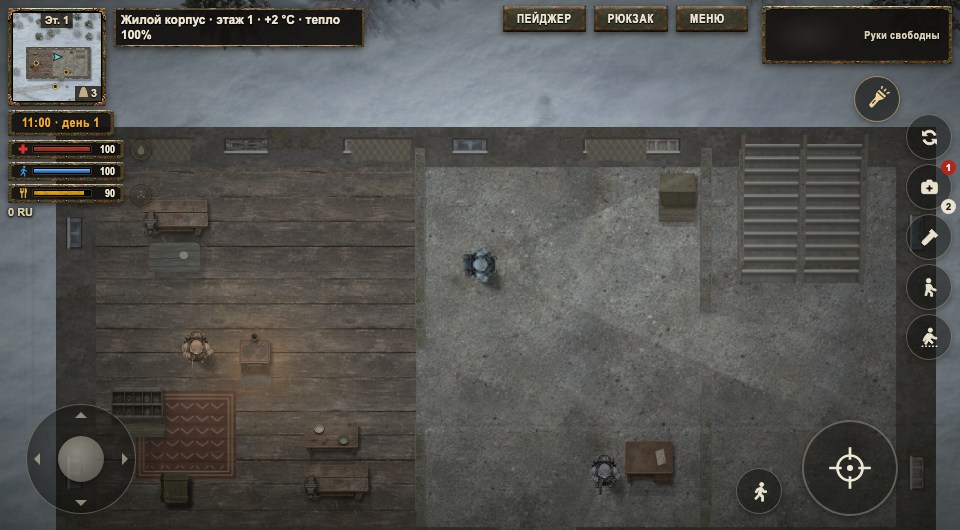 Эт. 1
3
Жилой корпус · этаж 1 · +2 °C · тепло
100%
ПЕЙДЖЕР
РЮКЗАК
МЕНЮ
Руки свободны
11:00 · день 1
100
100
90
0 RU
1
2